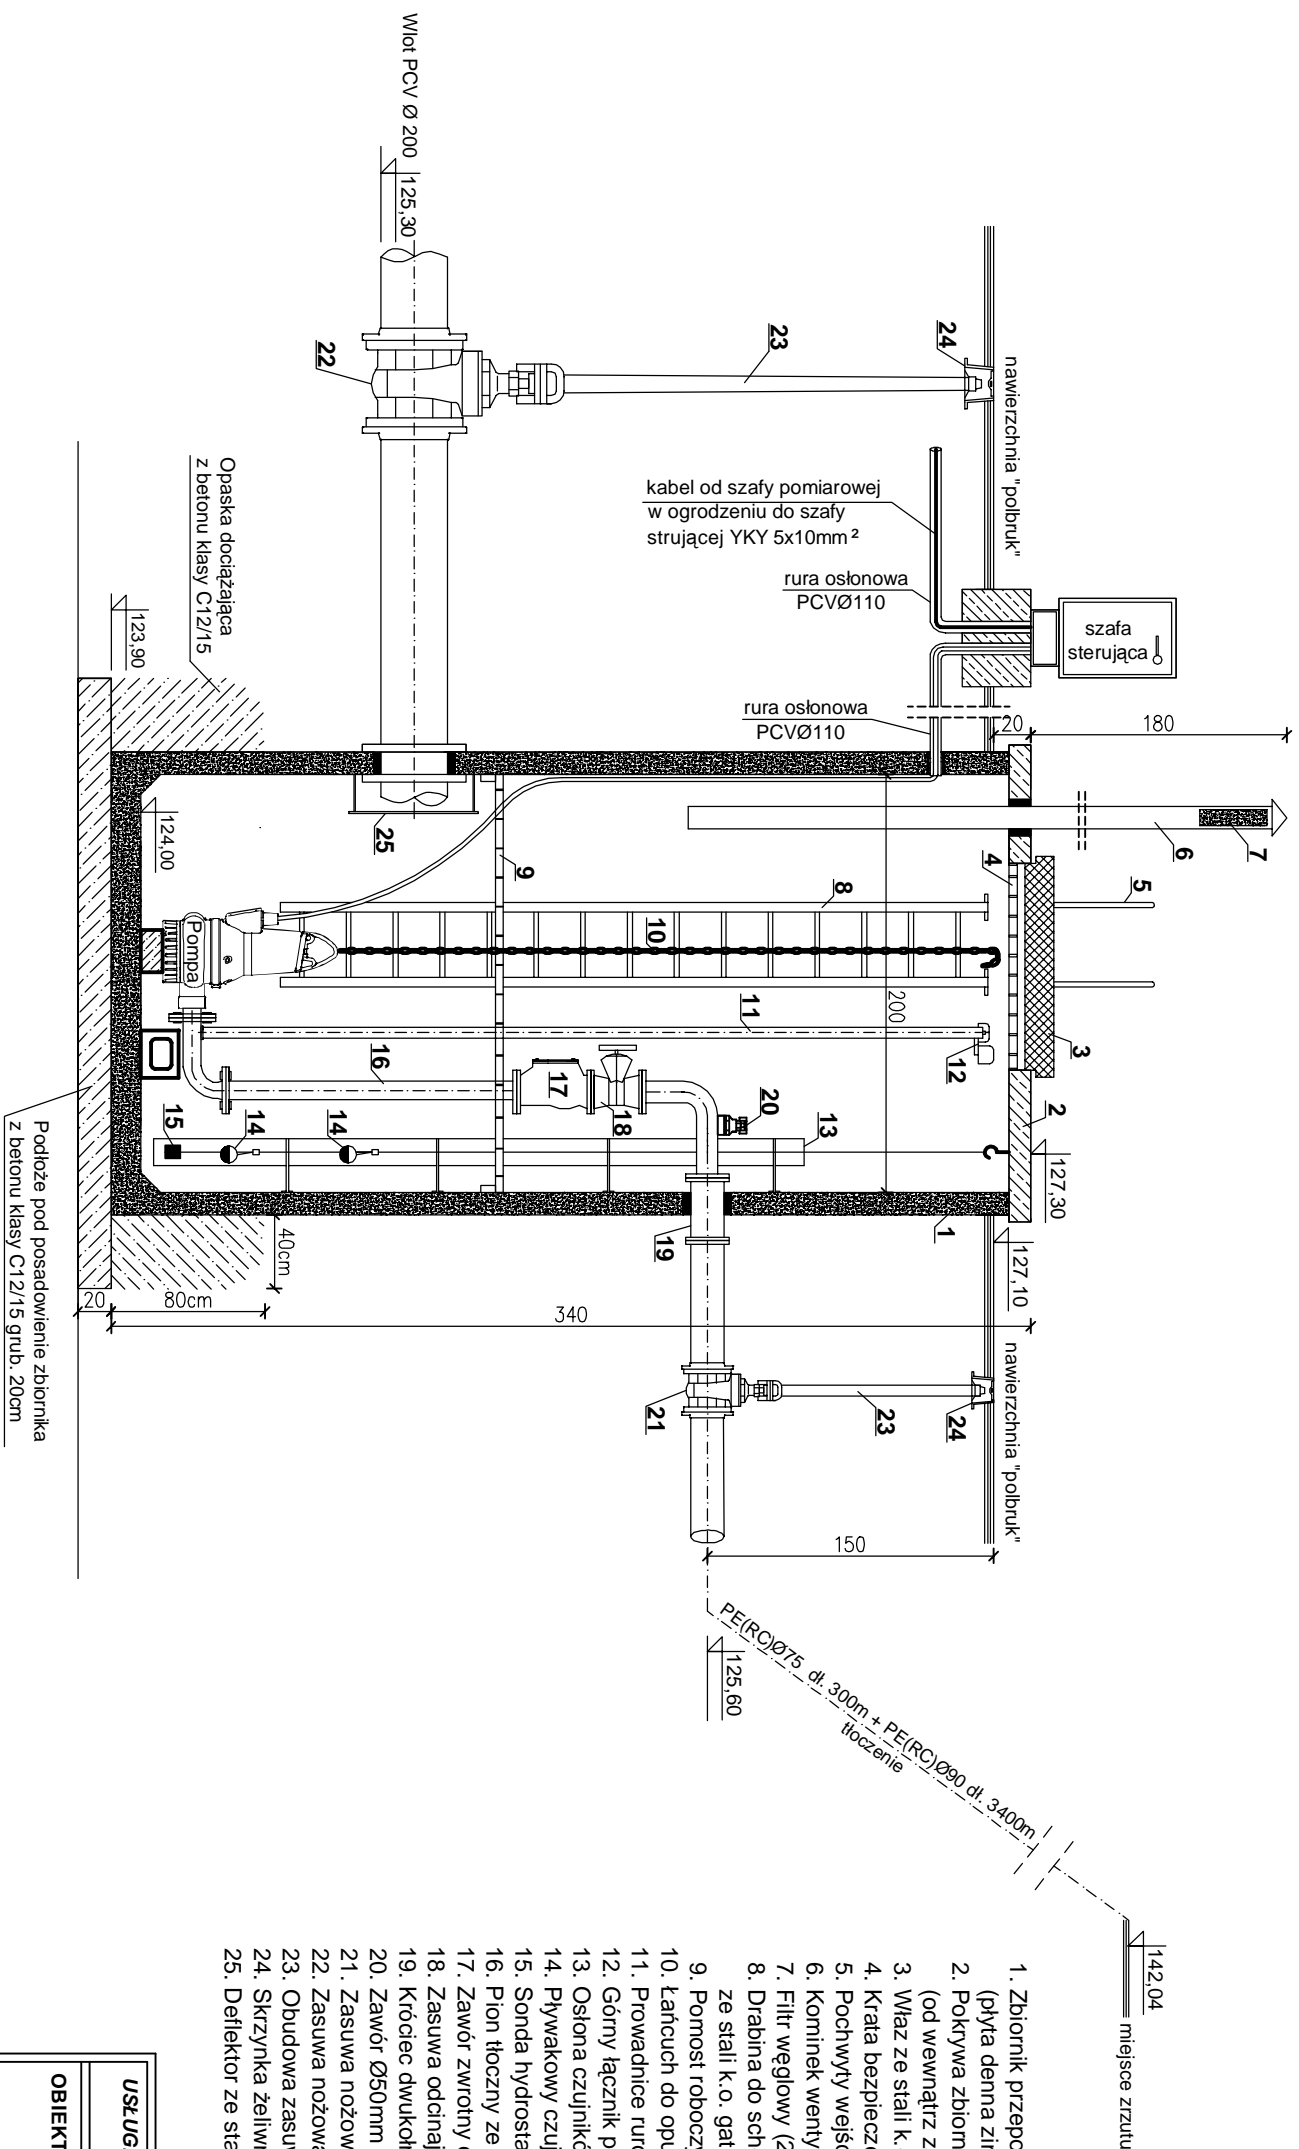 Wlot PCV Ø 200
125,30
22
23
24
nawierzchnia "polbruk"
kabel od szafy pomiarowej
w ogrodzeniu do szafy
strującej YKY 5x10mm²
rura osłonowa
PCVØ110
szafa
sterująca
rura osłonowa
PCVØ110
20
180
Opaska dociążająca
z betonu klasy C12/15
123,90
124,00
25
9
8
10
7
6
5
4
3
2
1
Pompa
200
11
12
16
17
18
20
13
14
14
15
19
127,30
127,10
40cm
80cm
20
340
Podłoże pod posadowienie zbiornika
z betonu klasy C12/15 grub. 20cm
21
23
24
nawierzchnia "polbruk"
150
125,60
PE(RC)Ø75 dł. 300m + PE(RC)Ø90 dł. 3400m
tłoczenie
142,04
miejsce zrzutu
1. Zbiornik przepo
(płyta denna zin
2. Pokrywa zbiorn
(od wewnątrz z
3. Właz ze stali k.
4. Krata bezpiecze
5. Pochwyty wejśc
6. Kominek wenty
7. Filtr węglowy (2
8. Drabina do sch
ze stali k.o. gat
9. Pomost roboczy
10. Łańcuch do opu
11. Prowadnice ruro
12. Górny łącznik p
13. Osłona czujnikó
14. Pływakowy czuj
15. Sonda hydrosta
16. Pion tłoczny ze
17. Zawór zwrotny
18. Zasuwa odcinaj
19. Króciec dwukoł
20. Zawór Ø50mm
21. Zasuwa nożow
22. Zasuwa nożowa
23. Obudowa zasuw
24. Skrzynka żeliwn
25. Deflektor ze sta
USŁUG
OBIEKT